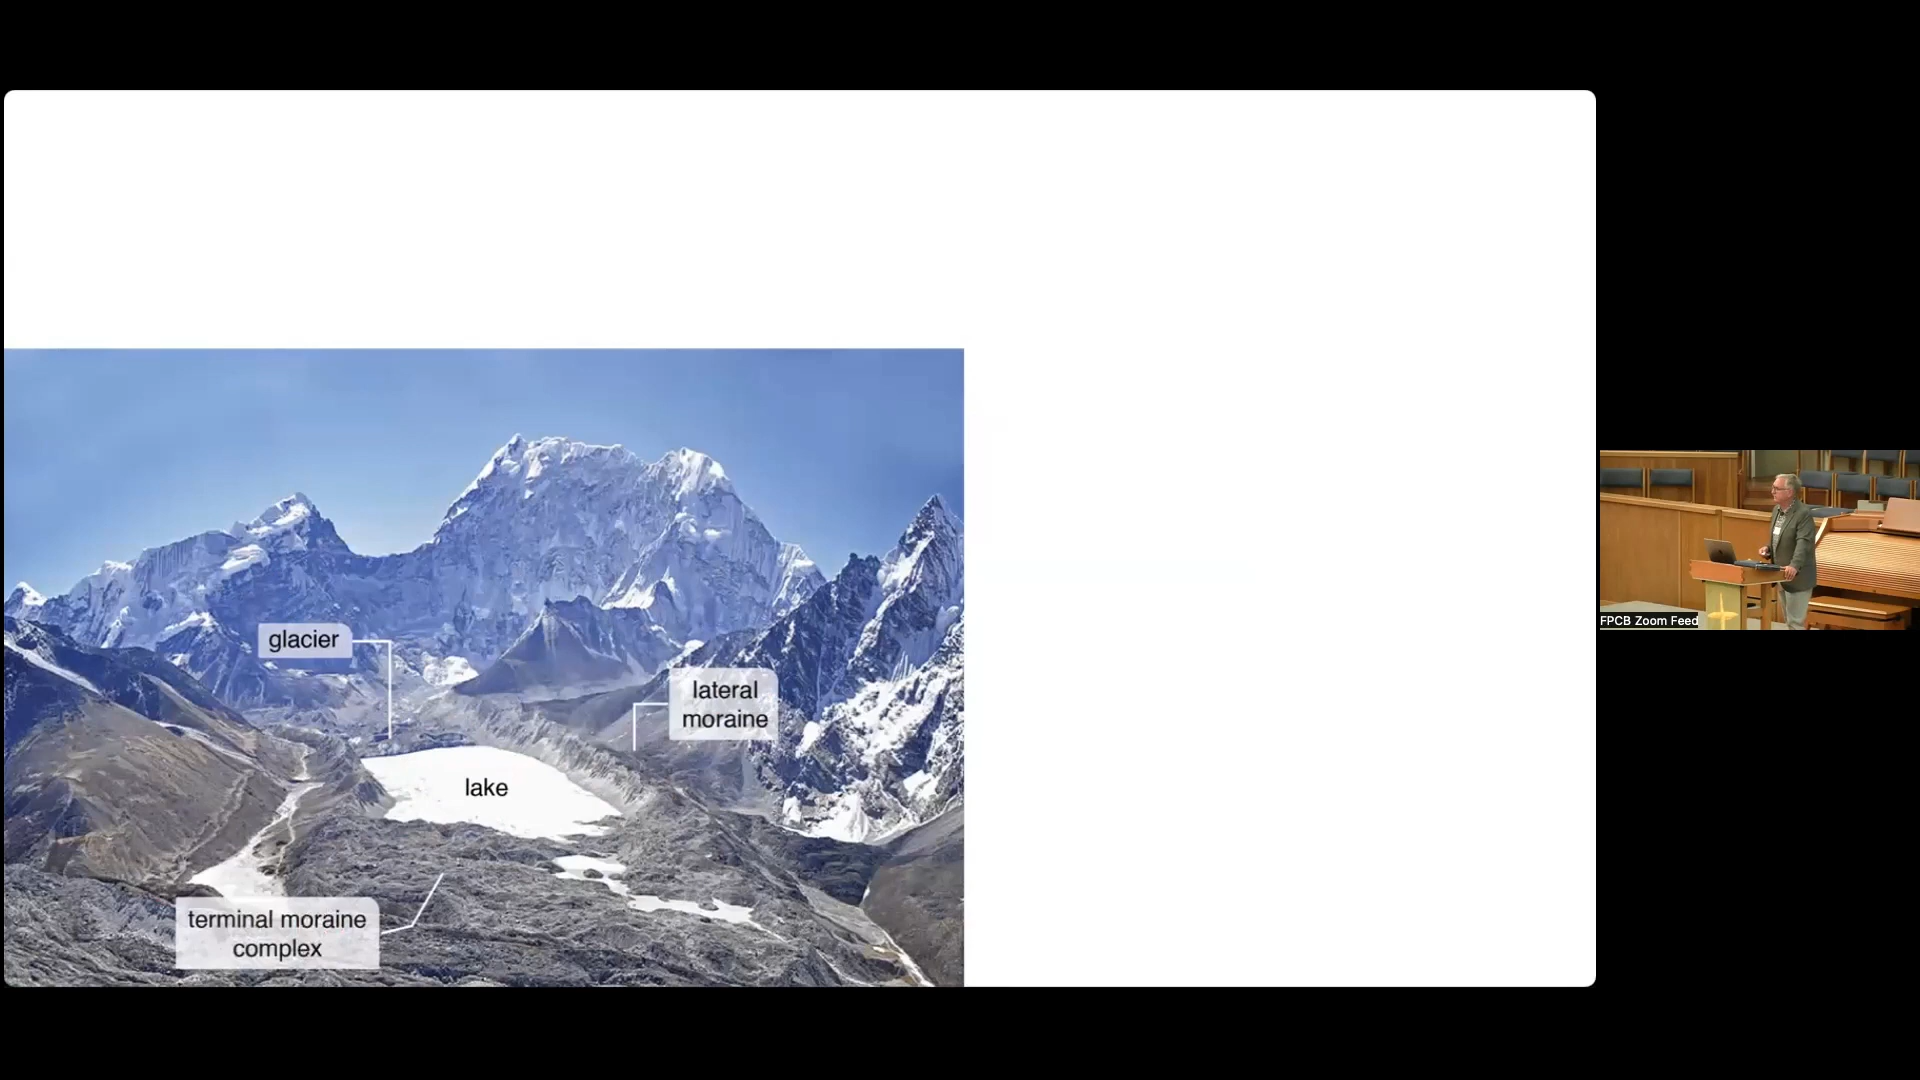 glacier
lateral
moraine
lake
terminal moraine
complex
FPCB Zoom Feed